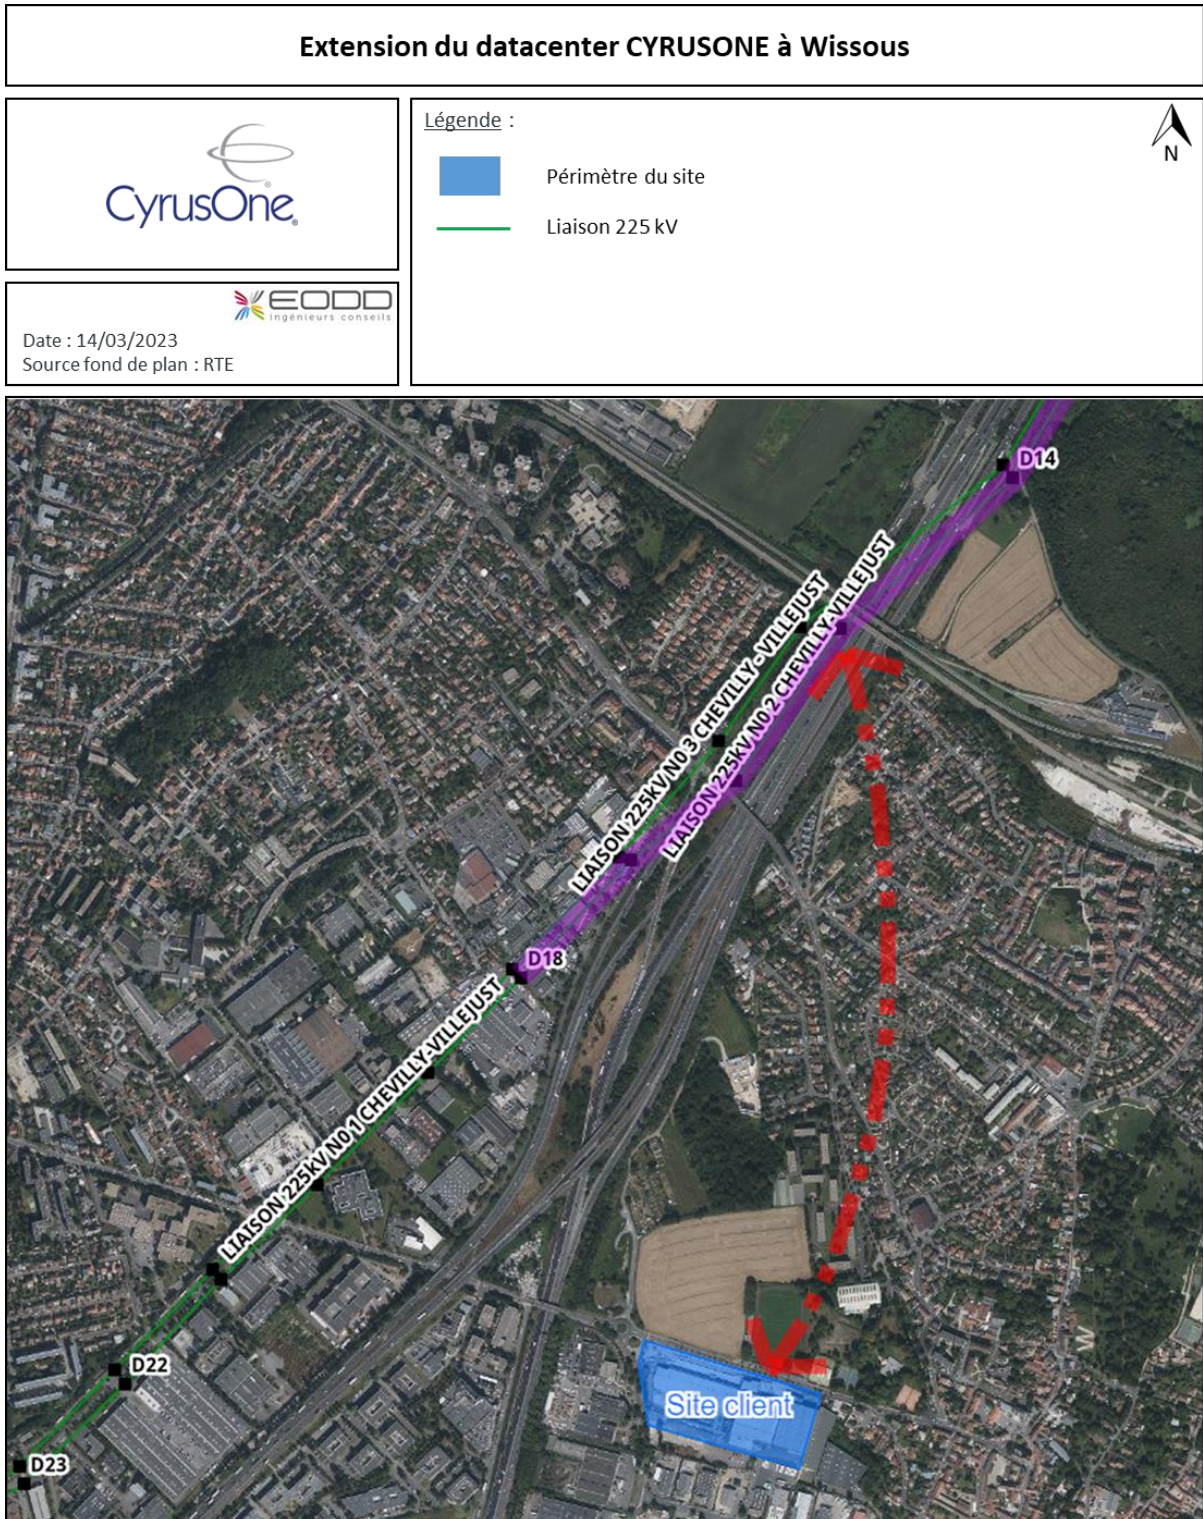 Extension du datacenter CYRUSONE à Wissous
CyrusOne®
Légende :
N
Périmètre du site
Liaison 225 kV
EODD
ingénieurs conseils
Date : 14/03/2023
Source fond de plan : RTE
D14
LIAISON 225kV N0 3 CHEVILLY - VILLEJUST
LIAISON 225kV N0 2 CHEVILLY-VILLEJUST
D18
LIAISON 225kV N0 1 CHEVILLY-VILLEJUST
D22
Site client
D23